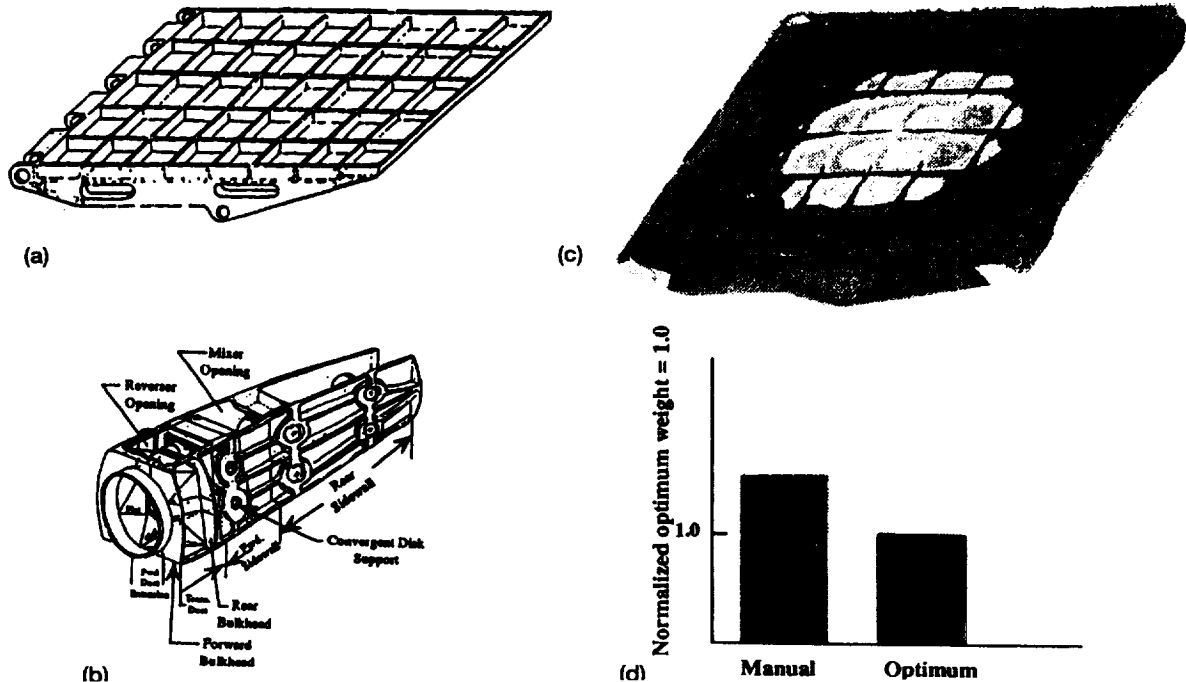 (a)
(c)
Mixer
Opening
Reverser
Opening
Rear
Sidewall
Fwd.
Sidewall
Convergent Disk
Support
Rear
Bulkhead
Forward
Bulkhead
(b)
Normalized optimum weight = 1.0
1.0
Manual
Optimum
(d)